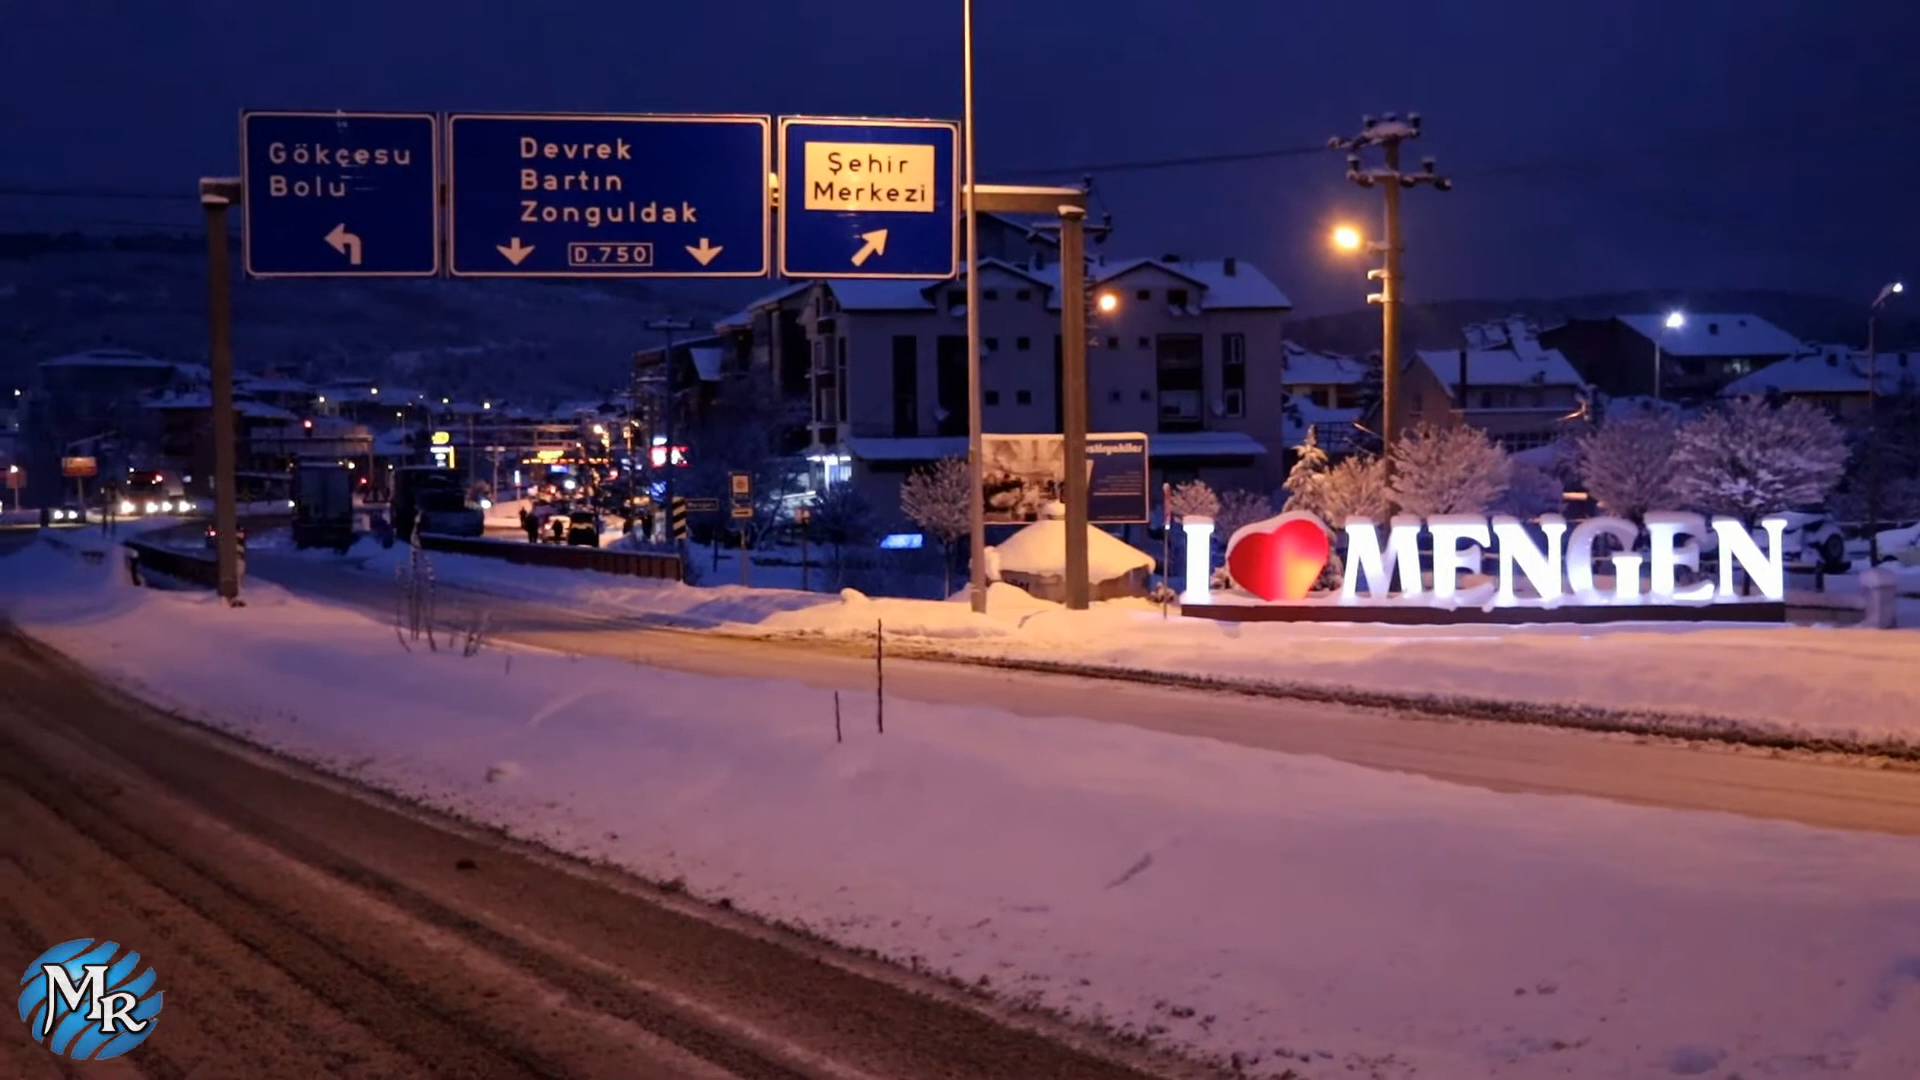 Gökçesu
Bolu
Devrek
Bartın
Zonguldak
D.750
Şehir
Merkezi
I MENGEN
MR